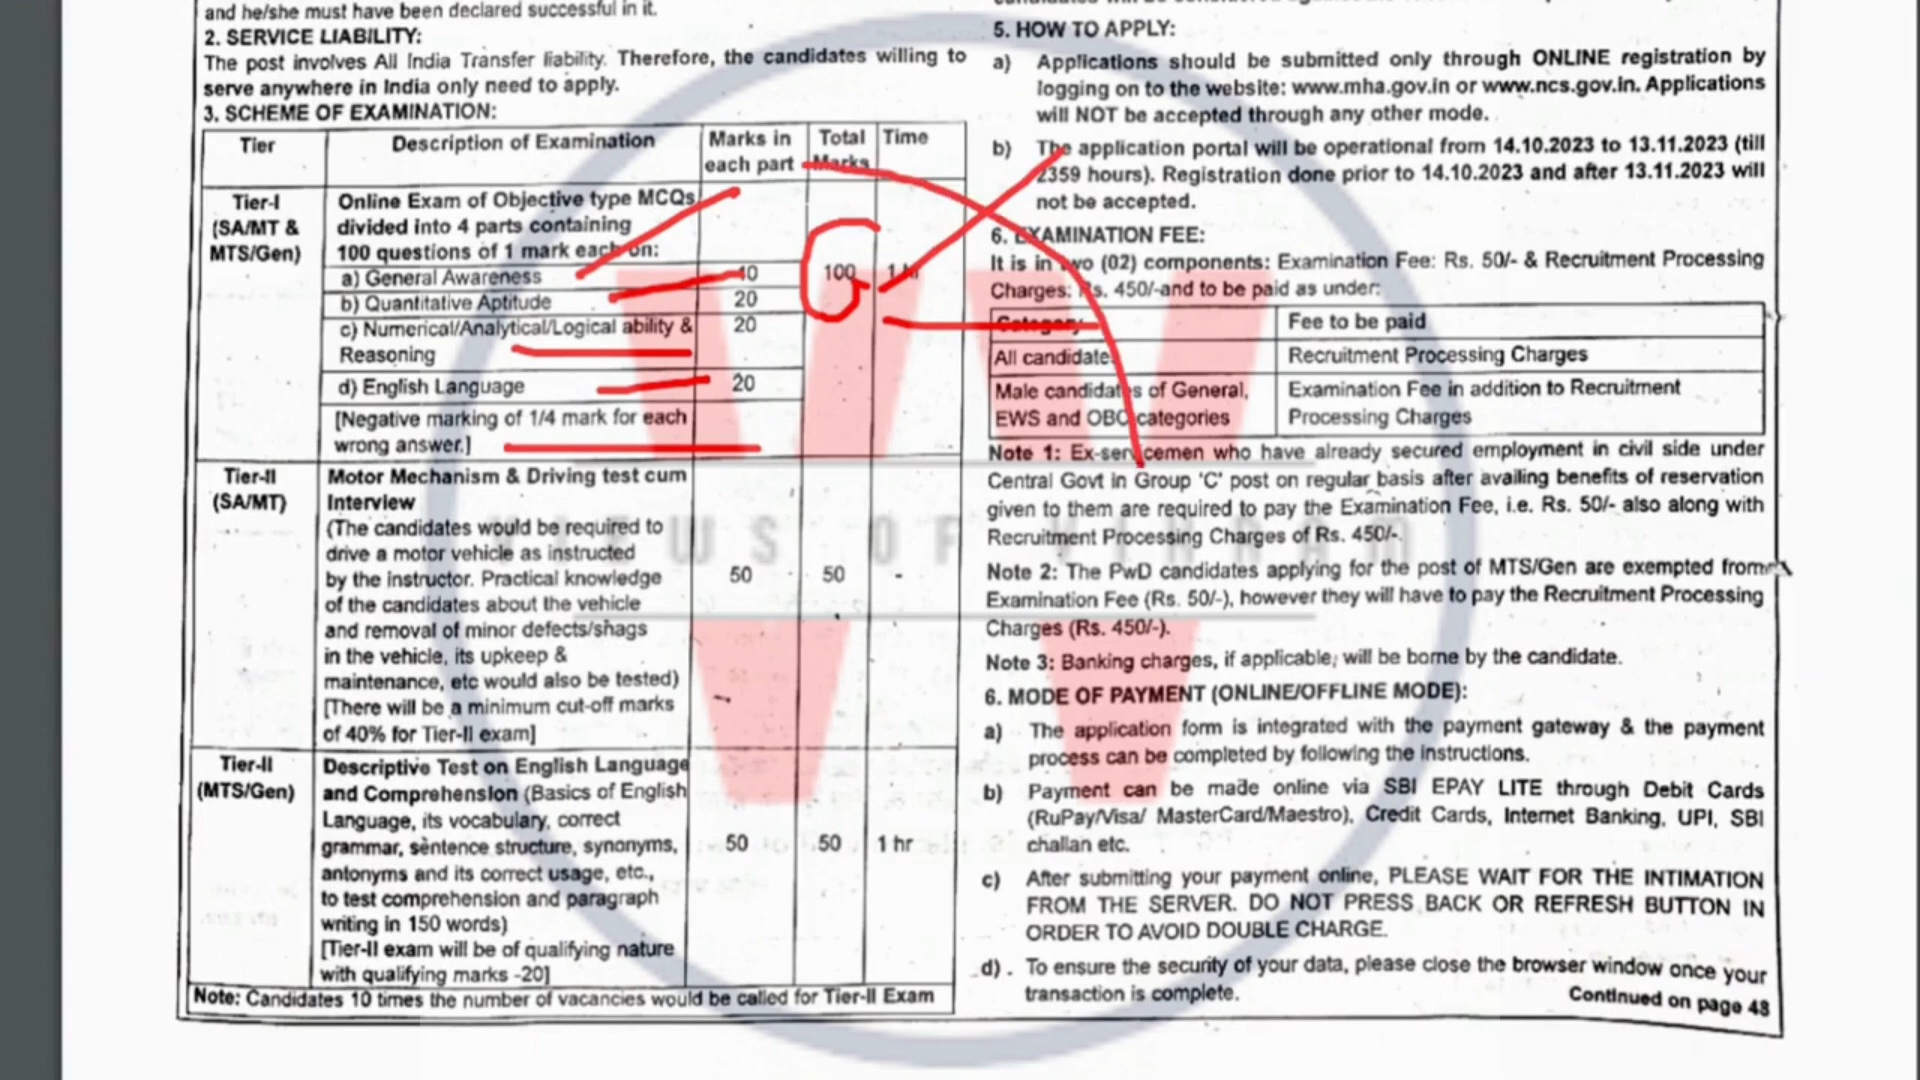 and he/she must have been declared successful in it.
2. SERVICE LIABILITY:
The post involves All India Transfer liability. Therefore, the candidates willing to
serve anywhere in India only need to apply.
3. SCHEME OF EXAMINATION:
Tier
Description of Examination
Marks in
each part
Total
Marks
Time
Tier-I
(SA/MT &
MTS/Gen)
Online Exam of Objective type MCQs
divided into 4 parts containing
100 questions of 1 mark each on:
a) General Awareness
40
100
1 hr
b) Quantitative Aptitude
20
c) Numerical/Analytical/Logical ability &
Reasoning
20
d) English Language
20
[Negative marking of 1/4 mark for each
wrong answer.]
Tier-II
(SA/MT)
Motor Mechanism & Driving test cum
Interview
(The candidates would be required to
drive a motor vehicle as instructed
by the instructor. Practical knowledge
of the candidates about the vehicle
and removal of minor defects/snags
in the vehicle, its upkeep &
maintenance, etc would also be tested)
[There will be a minimum cut-off marks
of 40% for Tier-II exam]
50
50
-
Tier-II
(MTS/Gen)
Descriptive Test on English Language
and Comprehension (Basics of English
Language, its vocabulary, correct
grammar, sentence structure, synonyms,
antonyms and its correct usage, etc.,
to test comprehension and paragraph
writing in 150 words)
[Tier-II exam will be of qualifying nature
with qualifying marks -20]
50
50
1 hr
Note: Candidates 10 times the number of vacancies would be called for Tier-II Exam
5. HOW TO APPLY:
a) Applications should be submitted only through ONLINE registration by
logging on to the website: www.mha.gov.in or www.ncs.gov.in. Applications
will NOT be accepted through any other mode.
b) The application portal will be operational from 14.10.2023 to 13.11.2023 (till
2359 hours). Registration done prior to 14.10.2023 and after 13.11.2023 will
not be accepted.
6. EXAMINATION FEE:
It is in two (02) components: Examination Fee: Rs. 50/- & Recruitment Processing
Charges: Rs. 450/-and to be paid as under:
Category
Fee to be paid
All candidates
Recruitment Processing Charges
Male candidates of General,
EWS and OBC categories
Examination Fee in addition to Recruitment
Processing Charges
Note 1: Ex-servicemen who have already secured employment in civil side under
Central Govt in Group 'C' post on regular basis after availing benefits of reservation
given to them are required to pay the Examination Fee, i.e. Rs. 50/- also along with
Recruitment Processing Charges of Rs. 450/-.
Note 2: The PwD candidates applying for the post of MTS/Gen are exempted from
Examination Fee (Rs. 50/-), however they will have to pay the Recruitment Processing
Charges (Rs. 450/-).
Note 3: Banking charges, if applicable, will be borne by the candidate.
6. MODE OF PAYMENT (ONLINE/OFFLINE MODE):
a) The application form is integrated with the payment gateway & the payment
process can be completed by following the instructions.
b) Payment can be made online via SBI EPAY LITE through Debit Cards
(RuPay/Visa/ MasterCard/Maestro), Credit Cards, Internet Banking, UPI, SBI
challan etc.
c) After submitting your payment online, PLEASE WAIT FOR THE INTIMATION
FROM THE SERVER. DO NOT PRESS BACK OR REFRESH BUTTON IN
ORDER TO AVOID DOUBLE CHARGE.
d) . To ensure the security of your data, please close the browser window once your
transaction is complete.
Continued on page 48
VIEWS OF VIKRAM